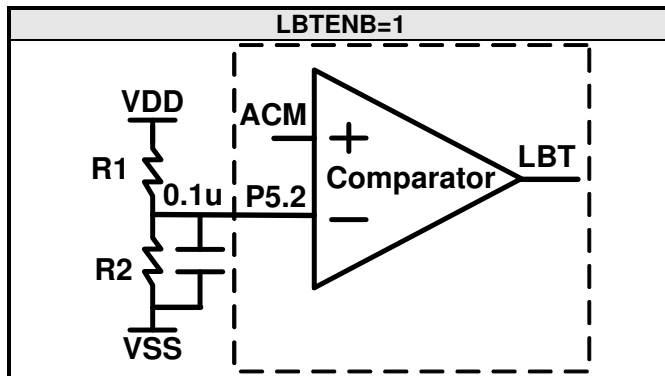 LBTENB=1
VDD
ACM
+
LBT
R1
Comparator
0.1u
P5.2
−
R2
VSS